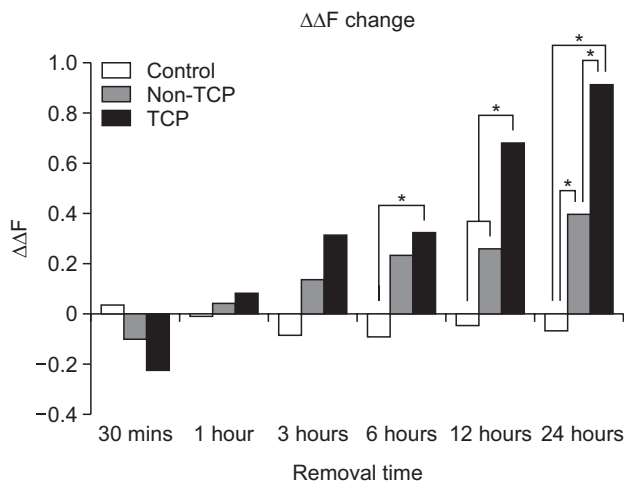 ΔΔF change
Control
Non-TCP
TCP
1.0
0.8
0.6
0.4
0.2
0
−0.2
−0.4
ΔΔF
*
*
*
*
*
30 mins 1 hour 3 hours 6 hours 12 hours 24 hours
Removal time